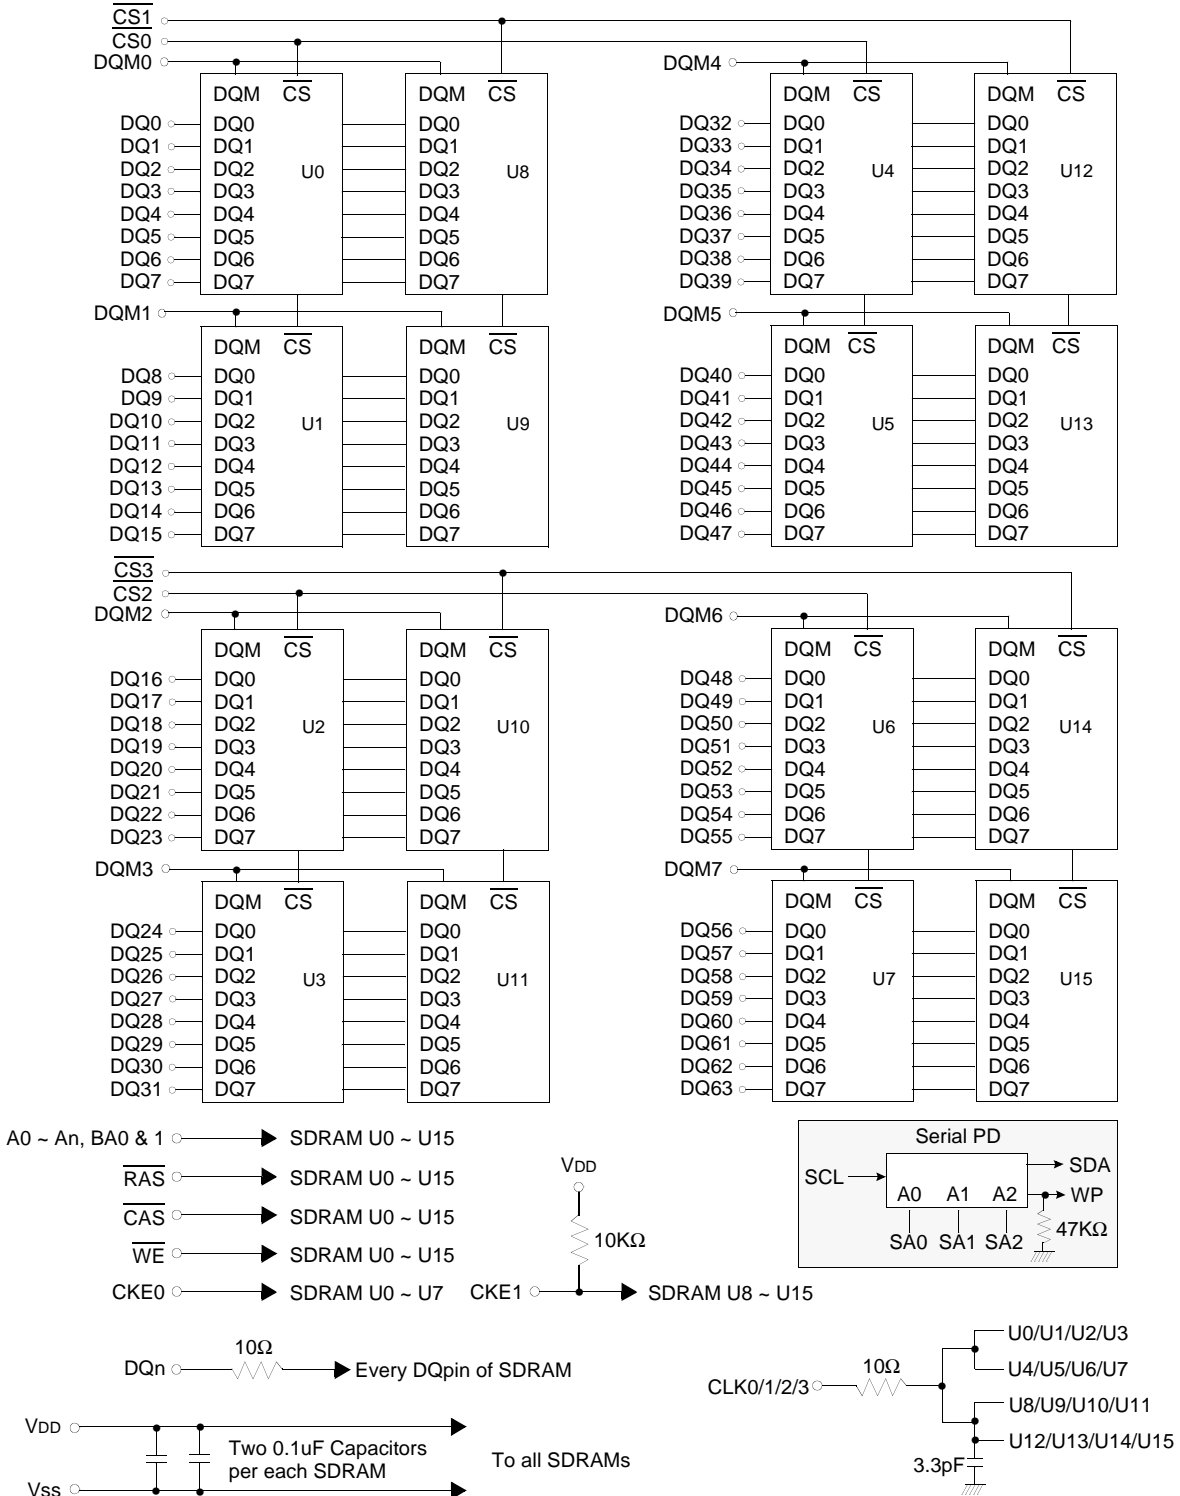 CS1
CS0
DQM0
DQM CS
DQM CS
DQ0 DQ0 DQ0
DQ1 DQ1 DQ1
DQ2 DQ2 U0 DQ2 U8
DQ3 DQ3 DQ3
DQ4 DQ4 DQ4
DQ5 DQ5 DQ5
DQ6 DQ6 DQ6
DQ7 DQ7 DQ7
DQM4
DQM CS
DQM CS
DQ32 DQ0 DQ0
DQ33 DQ1 DQ1
DQ34 DQ2 U4 DQ2 U12
DQ35 DQ3 DQ3
DQ36 DQ4 DQ4
DQ37 DQ5 DQ5
DQ38 DQ6 DQ6
DQ39 DQ7 DQ7
DQM1
DQM CS
DQM CS
DQ8 DQ0 DQ0
DQ9 DQ1 DQ1
DQ10 DQ2 U1 DQ2 U9
DQ11 DQ3 DQ3
DQ12 DQ4 DQ4
DQ13 DQ5 DQ5
DQ14 DQ6 DQ6
DQ15 DQ7 DQ7
DQM5
DQM CS
DQM CS
DQ40 DQ0 DQ0
DQ41 DQ1 DQ1
DQ42 DQ2 U5 DQ2 U13
DQ43 DQ3 DQ3
DQ44 DQ4 DQ4
DQ45 DQ5 DQ5
DQ46 DQ6 DQ6
DQ47 DQ7 DQ7
CS3
CS2
DQM2
DQM CS
DQM CS
DQ16 DQ0 DQ0
DQ17 DQ1 DQ1
DQ18 DQ2 U2 DQ2 U10
DQ19 DQ3 DQ3
DQ20 DQ4 DQ4
DQ21 DQ5 DQ5
DQ22 DQ6 DQ6
DQ23 DQ7 DQ7
DQM6
DQM CS
DQM CS
DQ48 DQ0 DQ0
DQ49 DQ1 DQ1
DQ50 DQ2 U6 DQ2 U14
DQ51 DQ3 DQ3
DQ52 DQ4 DQ4
DQ53 DQ5 DQ5
DQ54 DQ6 DQ6
DQ55 DQ7 DQ7
DQM3
DQM CS
DQM CS
DQ24 DQ0 DQ0
DQ25 DQ1 DQ1
DQ26 DQ2 U3 DQ2 U11
DQ27 DQ3 DQ3
DQ28 DQ4 DQ4
DQ29 DQ5 DQ5
DQ30 DQ6 DQ6
DQ31 DQ7 DQ7
DQM7
DQM CS
DQM CS
DQ56 DQ0 DQ0
DQ57 DQ1 DQ1
DQ58 DQ2 U7 DQ2 U15
DQ59 DQ3 DQ3
DQ60 DQ4 DQ4
DQ61 DQ5 DQ5
DQ62 DQ6 DQ6
DQ63 DQ7 DQ7
A0 ~ An, BA0 & 1 SDRAM U0 ~ U15
RAS SDRAM U0 ~ U15
CAS SDRAM U0 ~ U15
WE SDRAM U0 ~ U15
CKE0 SDRAM U0 ~ U7
VDD
10KΩ
CKE1 SDRAM U8 ~ U15
Serial PD
SCL SDA
A0 A1 A2 WP
SA0 SA1 SA2 47KΩ
10Ω
DQn Every DQpin of SDRAM
VDD
Two 0.1uF Capacitors
per each SDRAM
To all SDRAMs
Vss
U0/U1/U2/U3
10Ω
U4/U5/U6/U7
CLK0/1/2/3
U8/U9/U10/U11
U12/U13/U14/U15
3.3pF